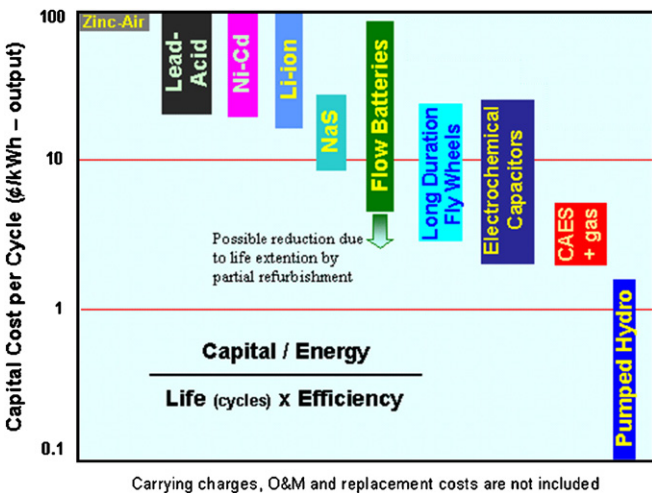 Capital Cost per Cycle (¢/kWh – output)
100
10
1
0.1
Zinc-Air
Lead-
Acid
Ni-Cd
Li-ion
NaS
Flow Batteries
Long Duration
Fly Wheels
Electrochemical
Capacitors
CAES
+ gas
Pumped Hydro
Possible reduction due
to life extention by
partial refurbishment
Capital / Energy
Life (cycles) x Efficiency
Carrying charges, O&M and replacement costs are not included